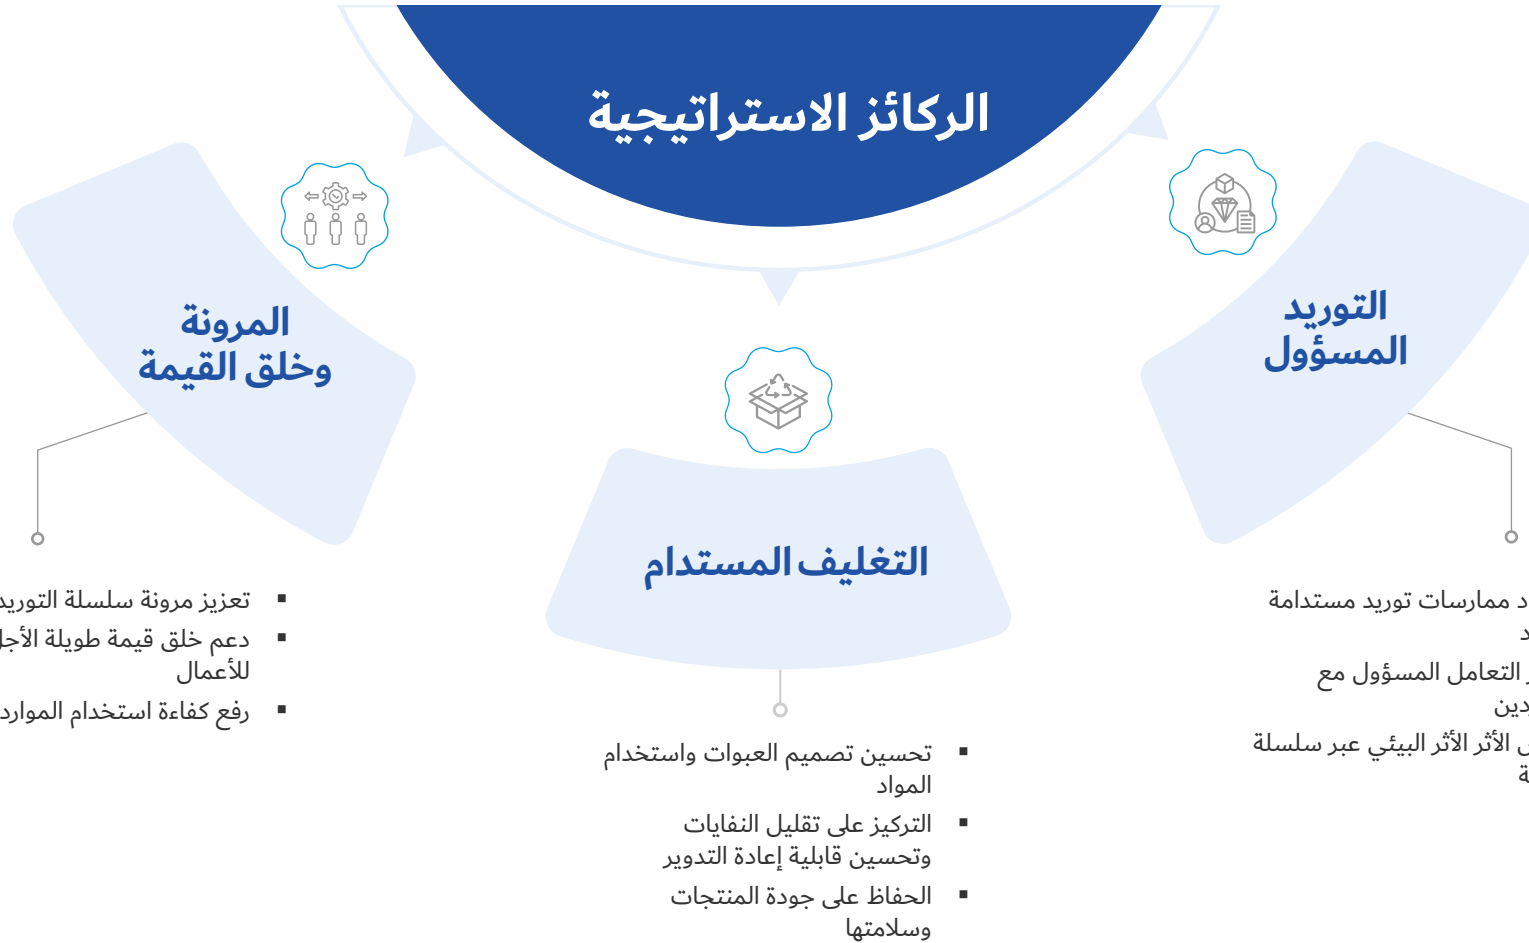 الركائز الاستراتيجية
التوريد
المسؤول
ممارسات توريد مستدامة
التعامل المسؤول مع
الأثر الأثر البيئي عبر سلسلة
التغليف المستدام
▪ تحسين تصميم العبوات واستخدام
المواد
▪ التركيز على تقليل النفايات
وتحسين قابلية إعادة التدوير
▪ الحفاظ على جودة المنتجات
وسلامتها
المرونة
وخلق القيمة
▪ تعزيز مرونة سلسلة التوريد
▪ دعم خلق قيمة طويلة الأجل
للأعمال
▪ رفع كفاءة استخدام الموارد